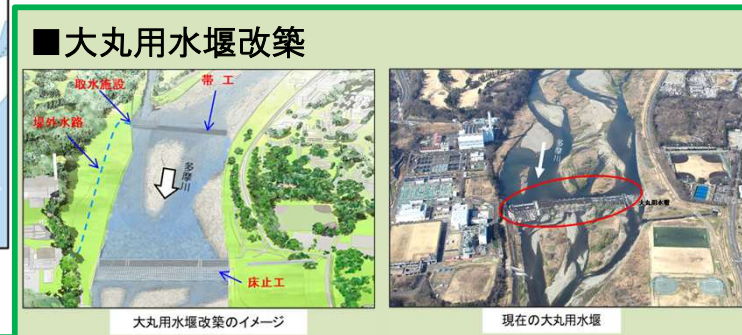 ■大丸用水堰改築
取水施設
帯 工
堤外水路
多摩川
床止工
大丸用水堰改築のイメージ
多摩川
大丸用水堰
現在の大丸用水堰